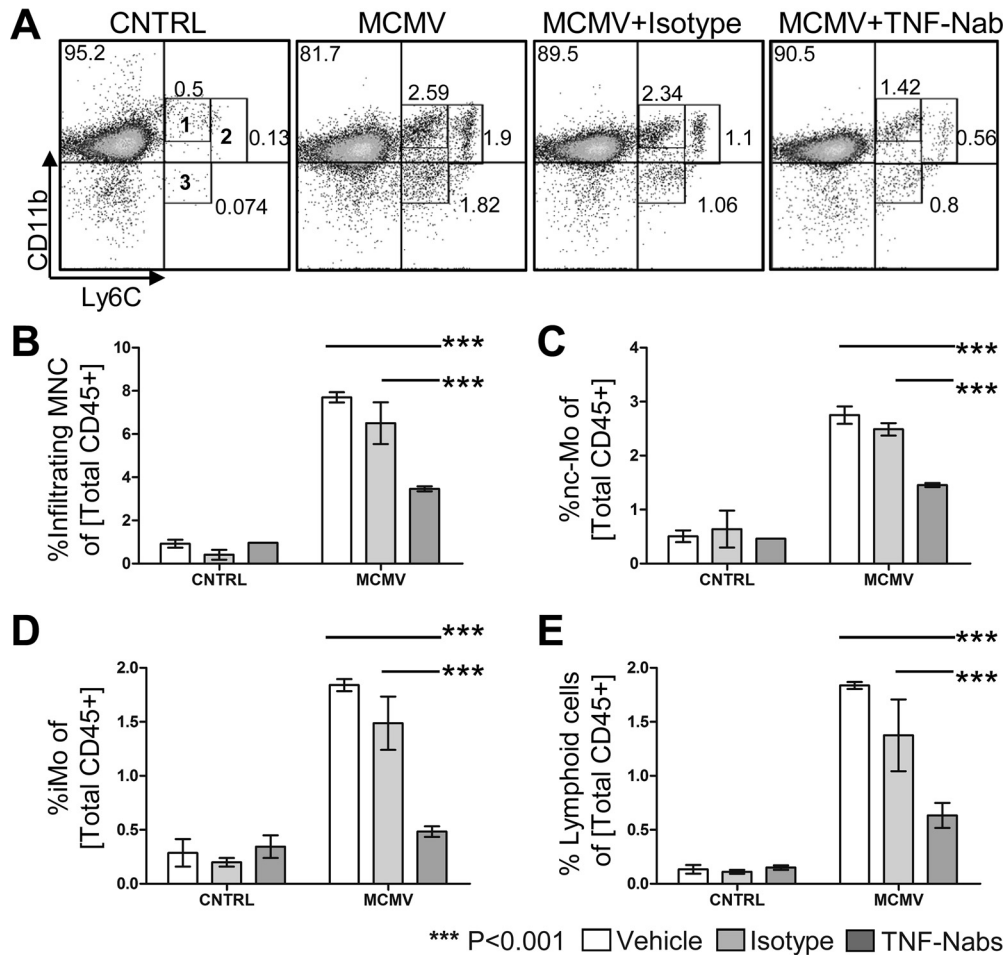 A
CNTRL MCMV MCMV+Isotype MCMV+TNF-Nab
95.2 81.7 89.5 90.5
0.5 2.59 2.34 1.42
1 2 0.13 1.9 1.1 0.56
3
0.074 1.82 1.06 0.8
CD11b
Ly6C
B
%Infiltrating MNC
of [Total CD45+]
10
8
6
4
2
0
CNTRL MCMV
***
***
C
%nc-Mo of
[Total CD45+]
4
3
2
1
0
CNTRL MCMV
***
***
D
%iMo of
[Total CD45+]
2.0
1.5
1.0
0.5
0.0
CNTRL MCMV
***
***
E
% Lymphoid cells
of [Total CD45+]
2.0
1.5
1.0
0.5
0.0
CNTRL MCMV
***
***
*** P<0.001 Vehicle Isotype TNF-Nabs